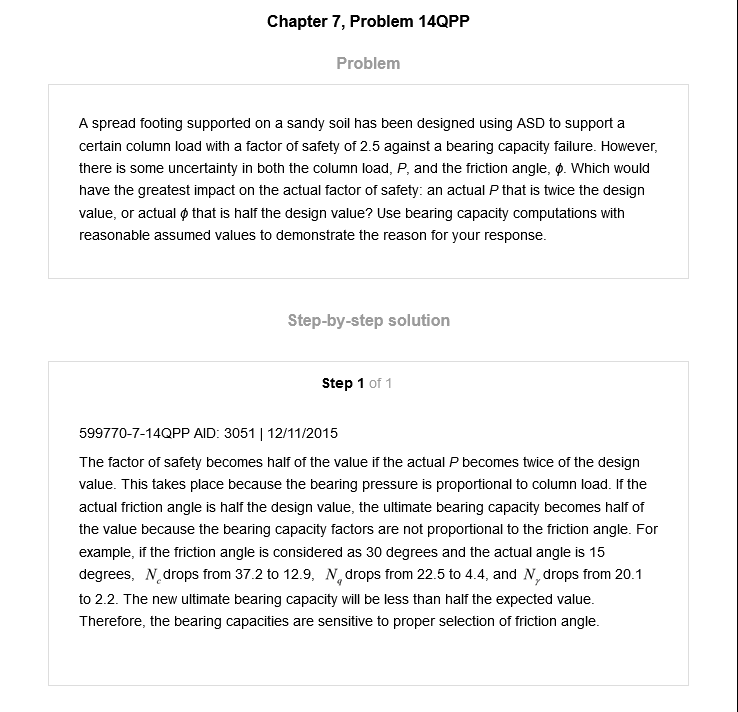 Chapter 7, Problem 14QPP
Problem
A spread footing supported on a sandy soil has been designed using ASD to support a
certain column load with a factor of safety of 2.5 against a bearing capacity failure. However,
there is some uncertainty in both the column load, P, and the friction angle, ϕ. Which would
have the greatest impact on the actual factor of safety: an actual P that is twice the design
value, or actual ϕ that is half the design value? Use bearing capacity computations with
reasonable assumed values to demonstrate the reason for your response.
Step-by-step solution
Step 1 of 1
599770-7-14QPP AID: 3051 | 12/11/2015
The factor of safety becomes half of the value if the actual P becomes twice of the design
value. This takes place because the bearing pressure is proportional to column load. If the
actual friction angle is half the design value, the ultimate bearing capacity becomes half of
the value because the bearing capacity factors are not proportional to the friction angle. For
example, if the friction angle is considered as 30 degrees and the actual angle is 15
degrees, N_c drops from 37.2 to 12.9, N_q drops from 22.5 to 4.4, and N_γ drops from 20.1
to 2.2. The new ultimate bearing capacity will be less than half the expected value.
Therefore, the bearing capacities are sensitive to proper selection of friction angle.